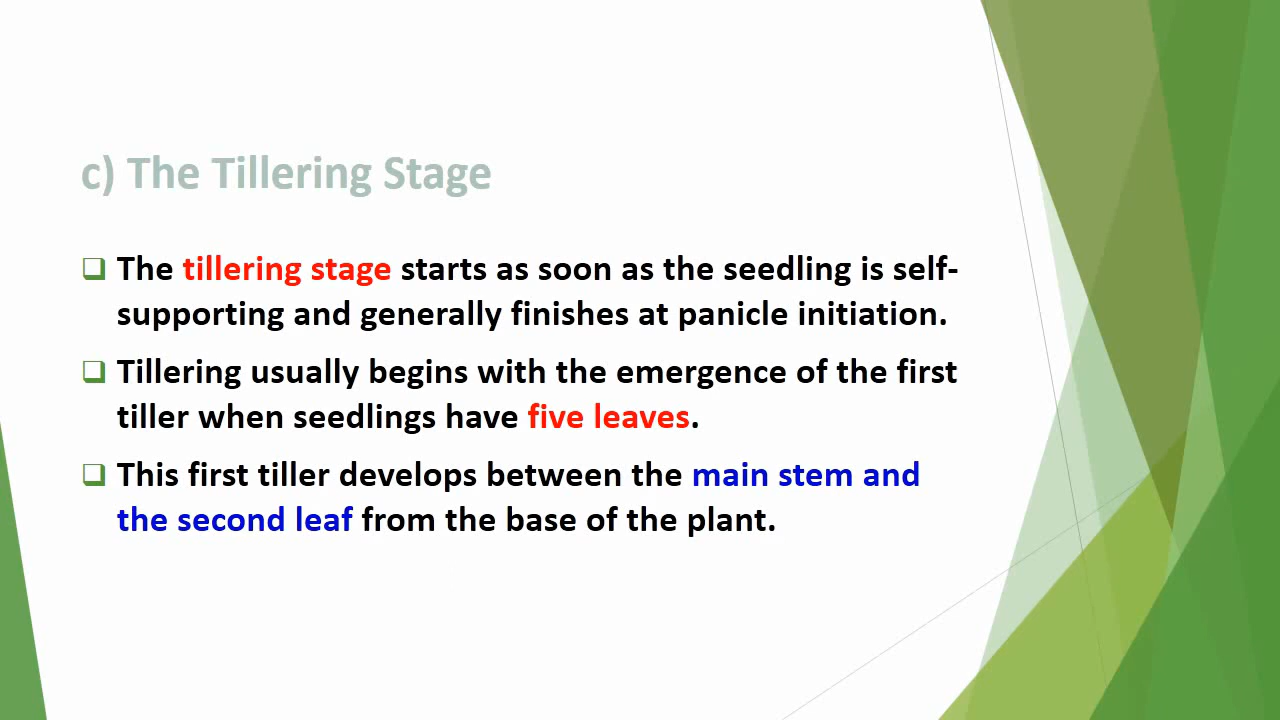 c) The Tillering Stage
The tillering stage starts as soon as the seedling is self-
supporting and generally finishes at panicle initiation.
Tillering usually begins with the emergence of the first
tiller when seedlings have five leaves.
This first tiller develops between the main stem and
the second leaf from the base of the plant.